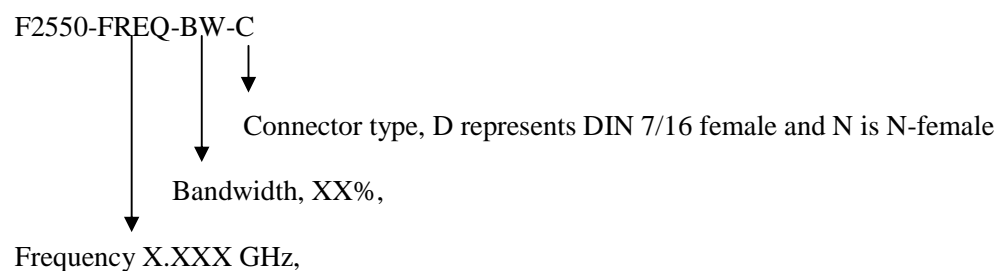 F2550-FREQ-BW-C
Connector type, D represents DIN 7/16 female and N is N-female
Bandwidth, XX%,
Frequency X.XXX GHz,